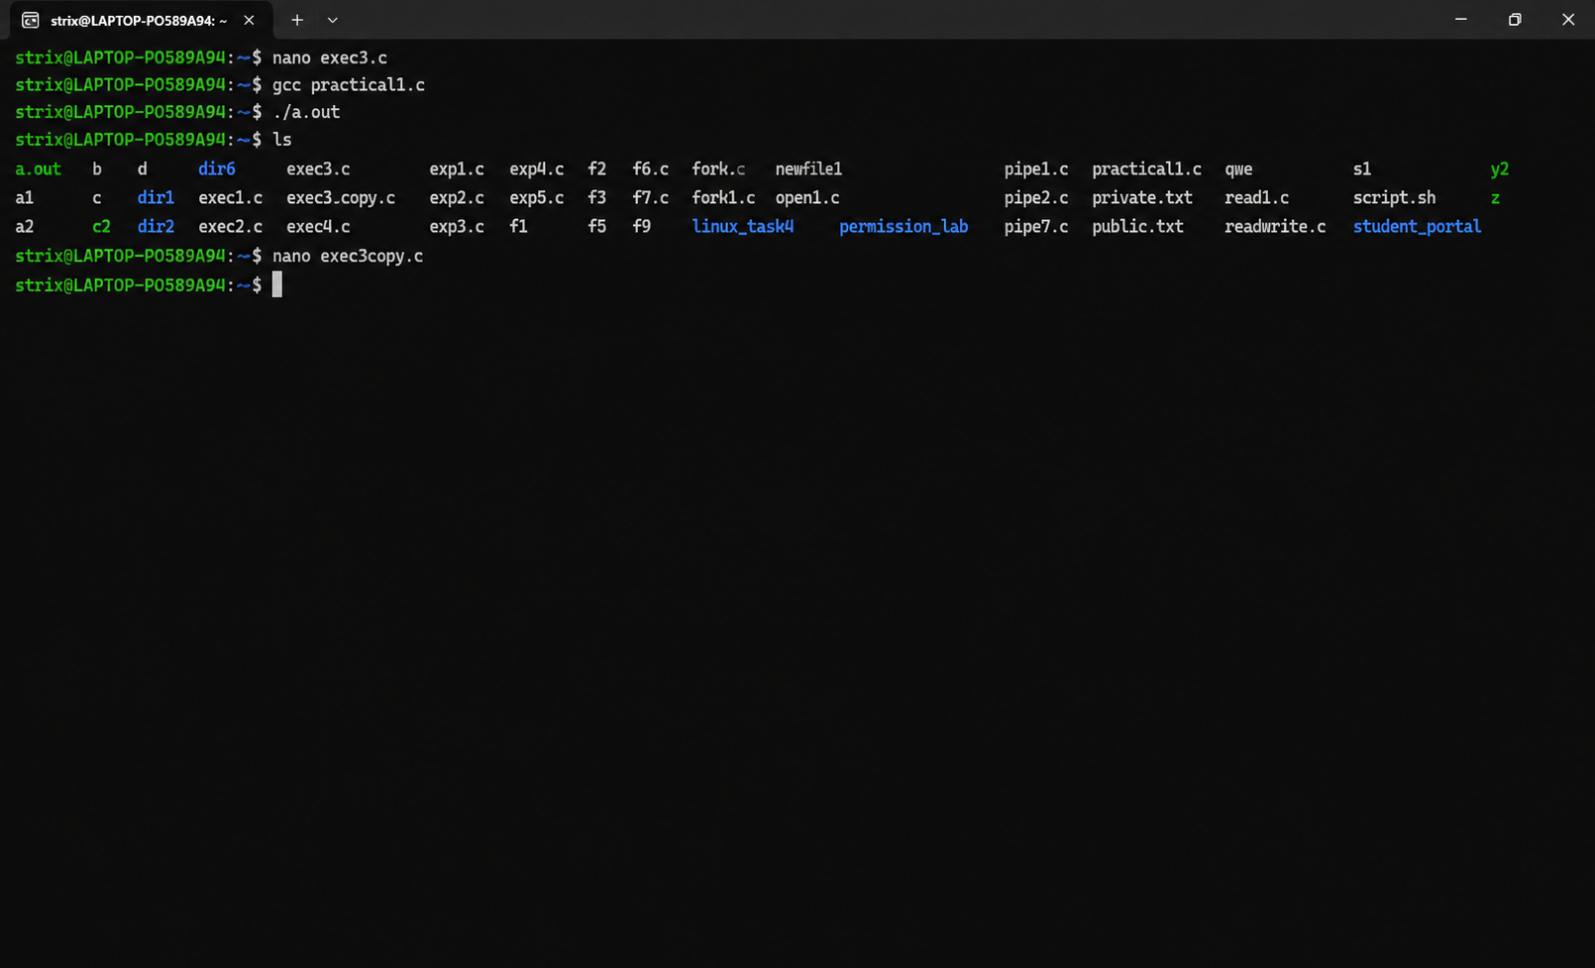 strix@LAPTOP-PO589A94: ~
strix@LAPTOP-PO589A94:~$ nano exec3.c
strix@LAPTOP-PO589A94:~$ gcc practical1.c
strix@LAPTOP-PO589A94:~$ ./a.out
strix@LAPTOP-PO589A94:~$ ls
a.out b d dir6 exec3.c exp1.c exp4.c f2 f6.c fork.c newfile1 pipe1.c practical1.c qwe s1 y2
a1 c dir1 exec1.c exec3.copy.c exp2.c exp5.c f3 f7.c fork1.c open1.c pipe2.c private.txt read1.c script.sh z
a2 c2 dir2 exec2.c exec4.c exp3.c f1 f5 f9 linux_task4 permission_lab pipe7.c public.txt readwrite.c student_portal
strix@LAPTOP-PO589A94:~$ nano exec3copy.c
strix@LAPTOP-PO589A94:~$